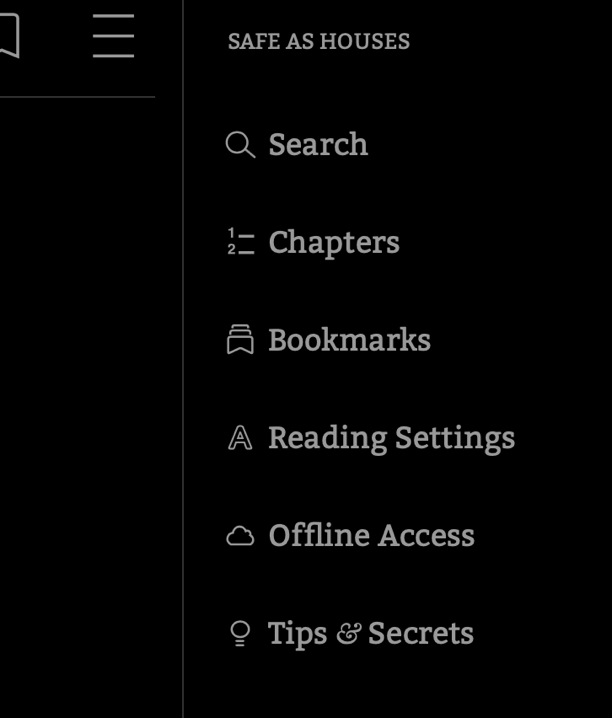 SAFE AS HOUSES
Search
Chapters
Bookmarks
Reading Settings
Offline Access
Tips & Secrets